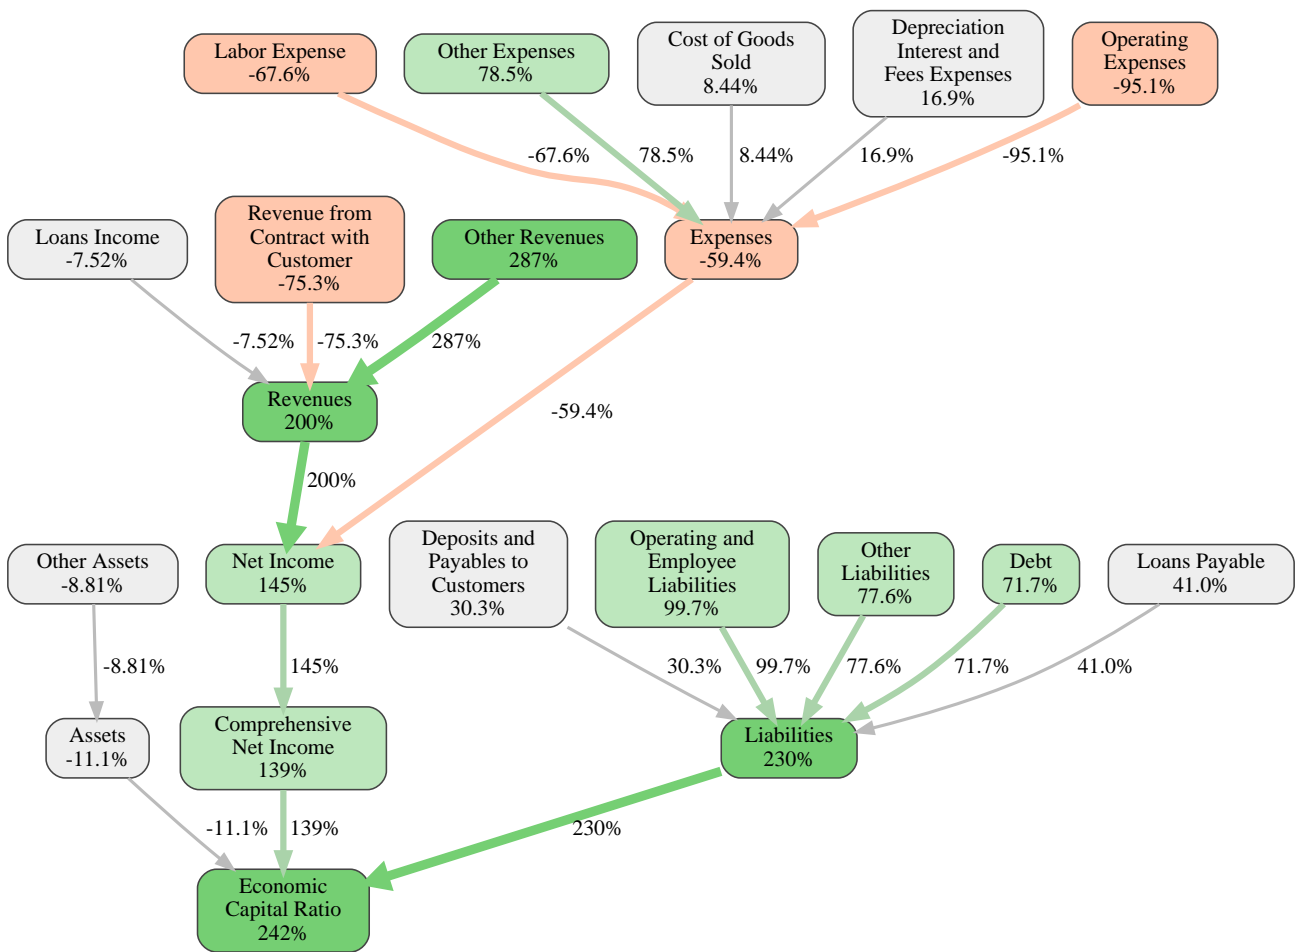 Labor Expense
-67.6%
Other Expenses
78.5%
Cost of Goods
Sold
8.44%
Depreciation
Interest and
Fees Expenses
16.9%
Operating
Expenses
-95.1%
-67.6%
78.5%
8.44%
16.9%
-95.1%
Loans Income
-7.52%
Revenue from
Contract with
Customer
-75.3%
Other Revenues
287%
Expenses
-59.4%
-7.52%
-75.3%
287%
Revenues
200%
-59.4%
200%
Other Assets
-8.81%
Net Income
145%
Deposits and
Payables to
Customers
30.3%
Operating and
Employee
Liabilities
99.7%
Other
Liabilities
77.6%
Debt
71.7%
Loans Payable
41.0%
-8.81%
145%
30.3%
99.7%
77.6%
71.7%
41.0%
Assets
-11.1%
Comprehensive
Net Income
139%
Liabilities
230%
-11.1%
139%
230%
Economic
Capital Ratio
242%